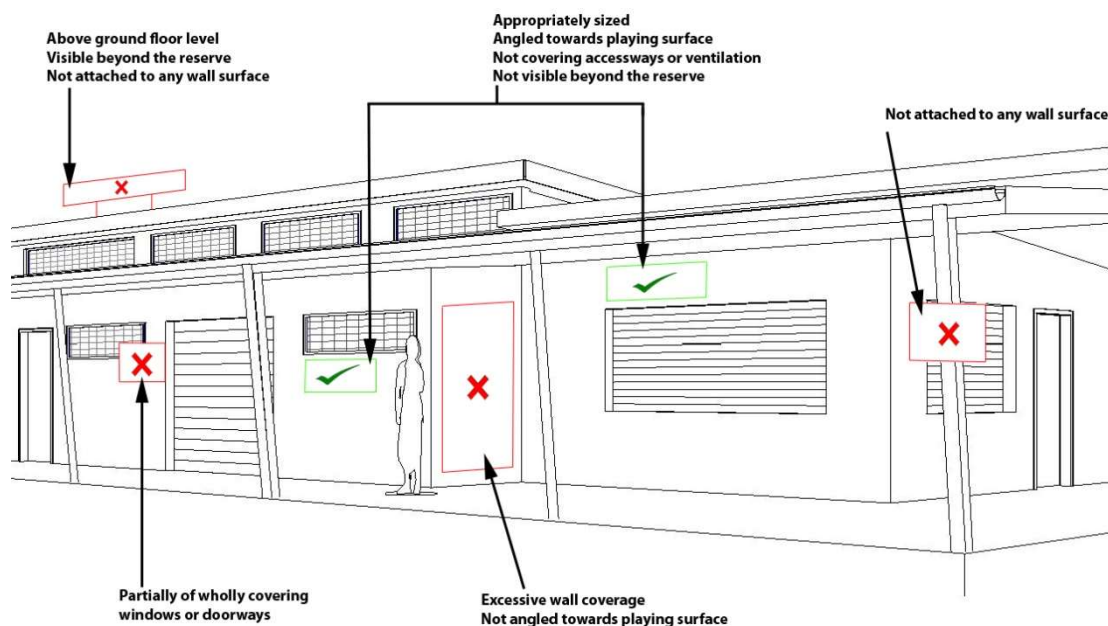 Above ground floor level
Visible beyond the reserve
Not attached to any wall surface
Appropriately sized
Angled towards playing surface
Not covering accessways or ventilation
Not visible beyond the reserve
Not attached to any wall surface
Partially of wholly covering
windows or doorways
Excessive wall coverage
Not angled towards playing surface